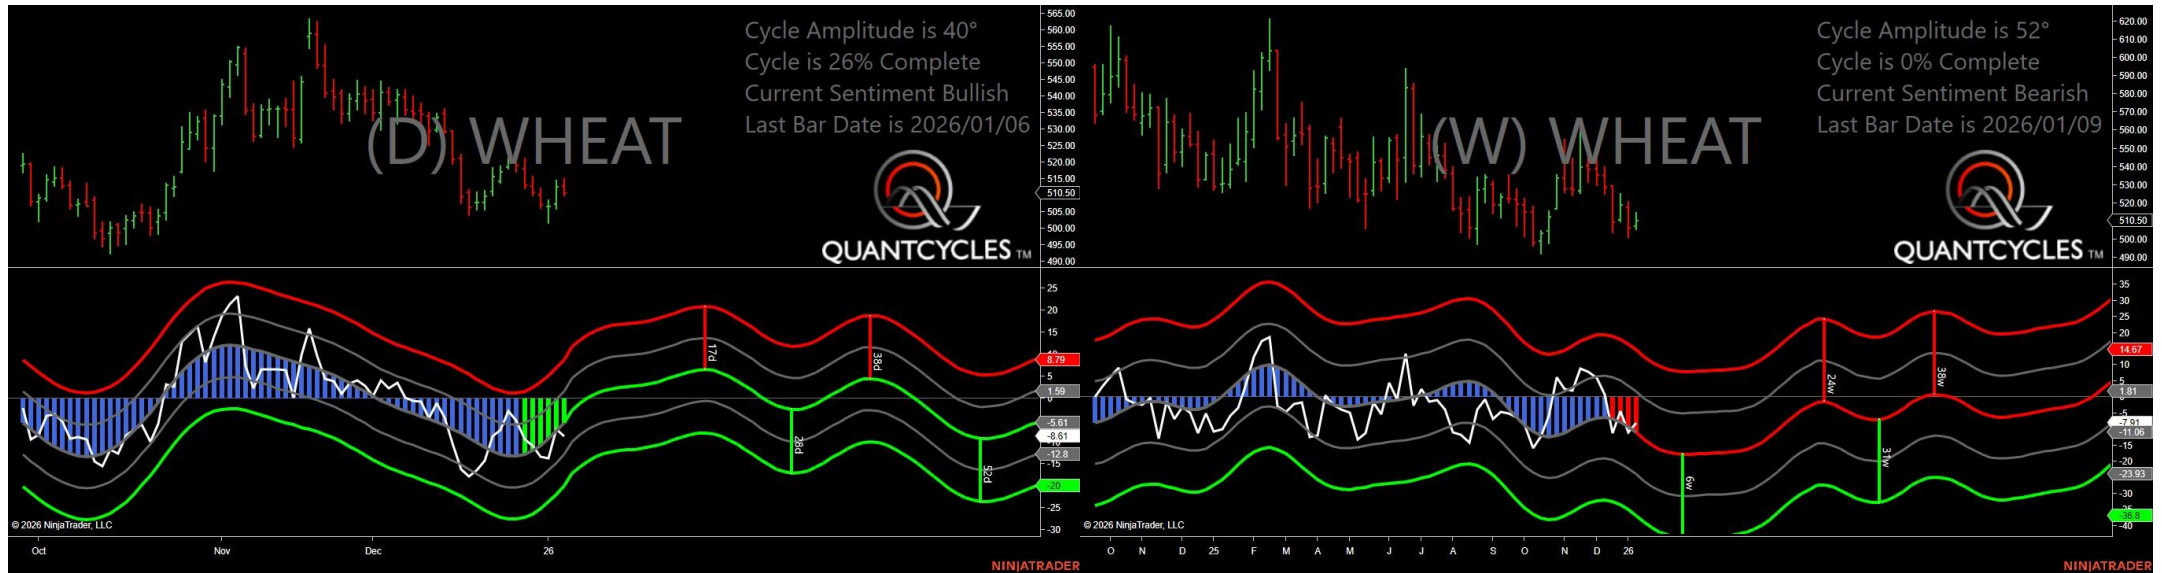 Cycle Amplitude is 40°
Cycle is 26% Complete
Current Sentiment Bullish
Last Bar Date is 2026/01/06
(D) WHEAT
QUANTCYCLES TM
565.00
560.00
555.00
550.00
545.00
540.00
535.00
530.00
525.00
520.00
515.00
510.50
505.00
500.00
495.00
490.00
25
20
15
8.79
5
1.59
0
-5.61
-8.61
-12.8
-15
-20
-25
-30
17d
28d
38d
52d
© 2026 NinjaTrader, LLC
Oct Nov Dec 26
NINJATRADER
Cycle Amplitude is 52°
Cycle is 0% Complete
Current Sentiment Bearish
Last Bar Date is 2026/01/09
(W) WHEAT
QUANTCYCLES TM
620.00
610.00
600.00
590.00
580.00
570.00
560.00
550.00
540.00
530.00
520.00
510.50
500.00
490.00
35
30
25
20
14.67
10
5
1.81
-5
-7.91
-11.06
-15
-20
-23.93
-30
-36.8
-40
6w
24w
31w
38w
© 2026 NinjaTrader, LLC
O N D 25 F M A M J J A S O N D 26
NINJATRADER